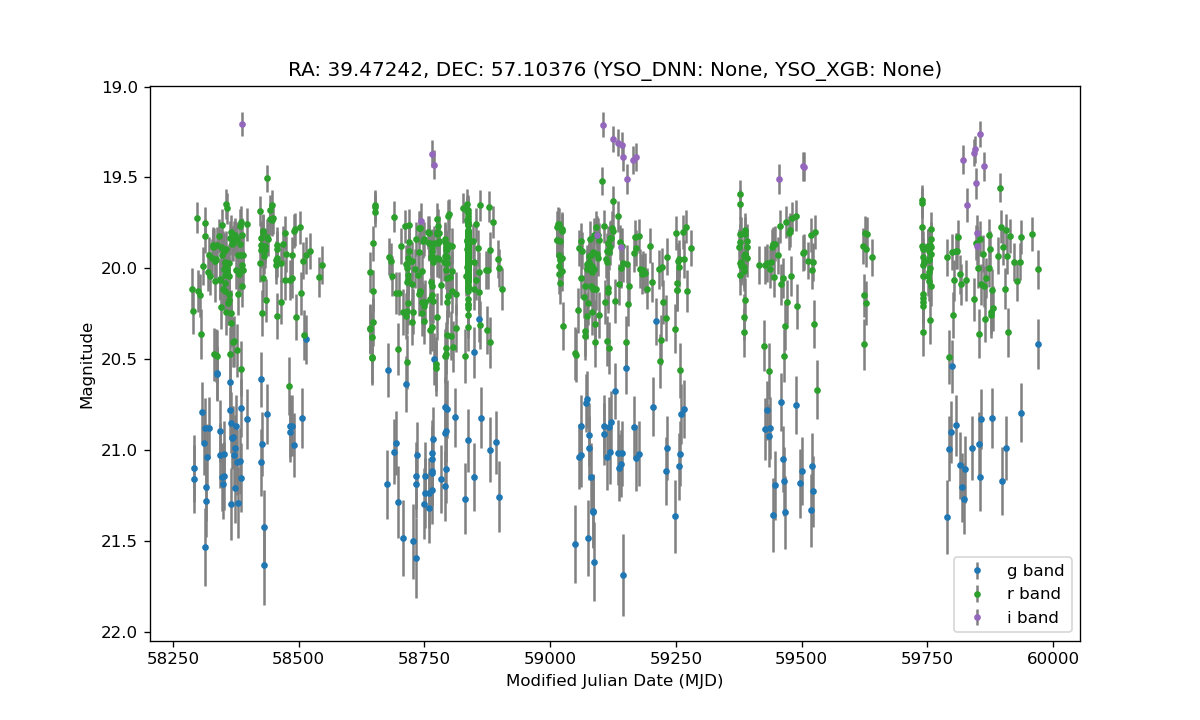 RA: 39.47242, DEC: 57.10376 (YSO_DNN: None, YSO_XGB: None)
19.0
19.5
20.0
20.5
21.0
21.5
22.0
Magnitude
g band
r band
i band
58250 58500 58750 59000 59250 59500 59750 60000
Modified Julian Date (MJD)